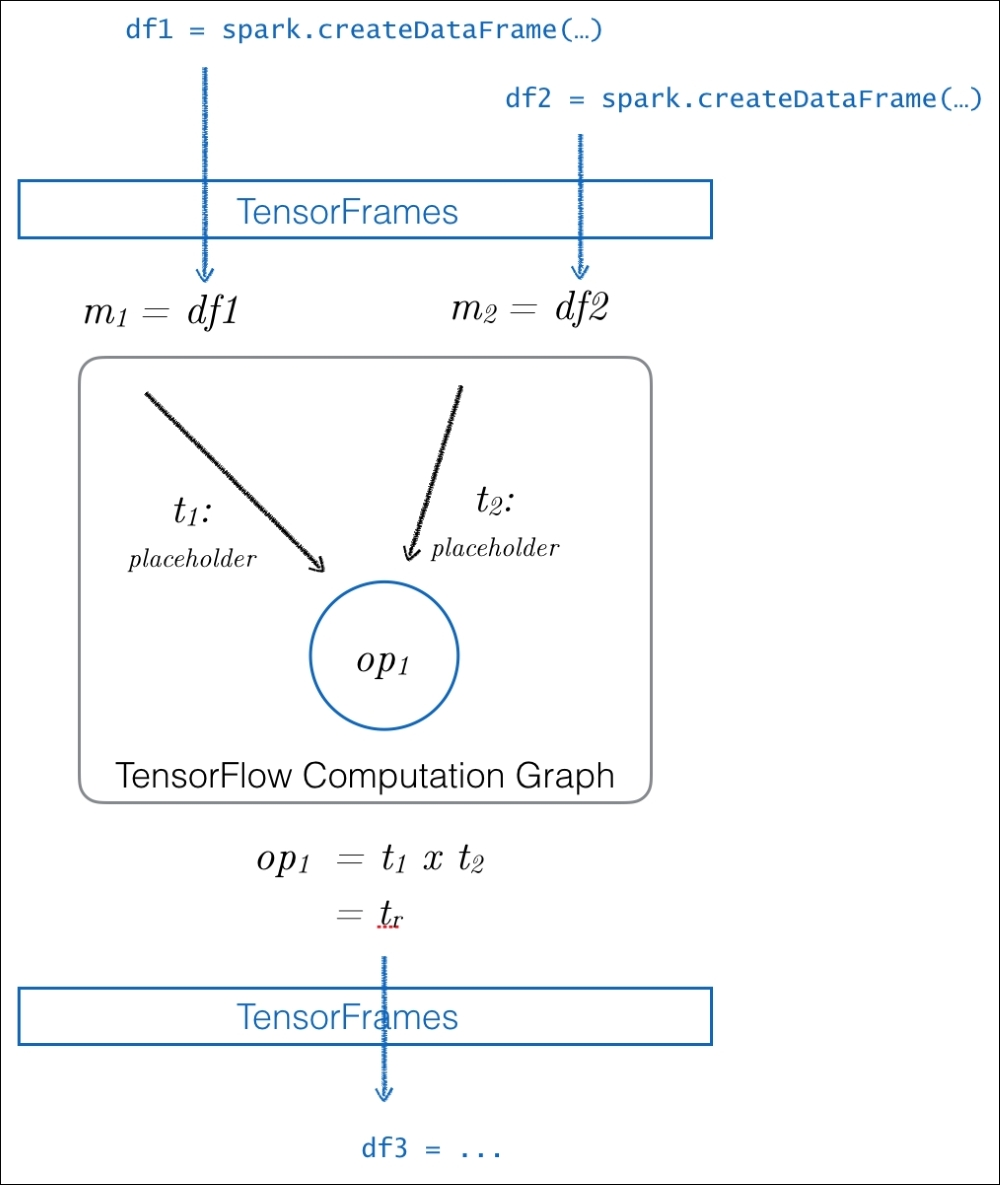 df1 = spark.createDataFrame(…)
df2 = spark.createDataFrame(…)
TensorFrames
m₁ = df1
m₂ = df2
t₁:
placeholder
t₂:
placeholder
op₁
TensorFlow Computation Graph
op₁ = t₁ x t₂
= tᵣ
TensorFrames
df3 = ...